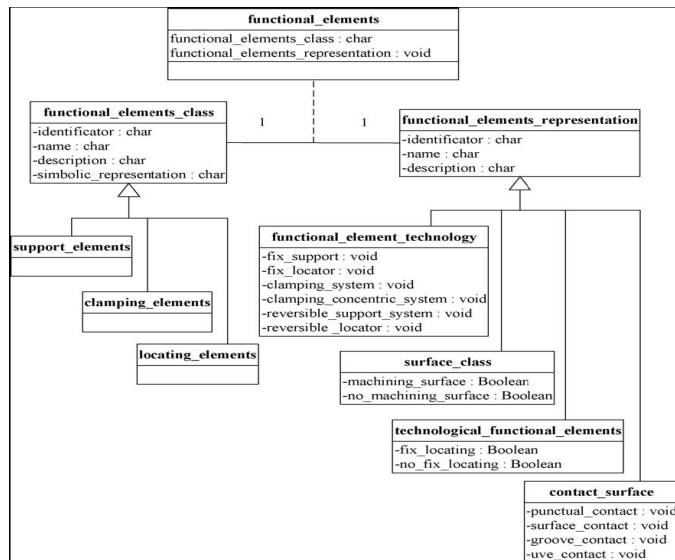 functional_elements
functional_elements_class : char
functional_elements_representation : void
functional_elements_class
-identificator : char
-name : char
-description : char
-simbolic_representation : char
1
1
functional_elements_representation
-identificator : char
-name : char
-description : char
support_elements
clamping_elements
locating_elements
functional_element_technology
-fix_support : void
-fix_locator : void
-clamping_system : void
-clamping_concentric_system : void
-reversible_support_system : void
-reversible _locator : void
surface_class
-machining_surface : Boolean
-no_machining_surface : Boolean
technological_functional_elements
-fix_locating : Boolean
-no_fix_locating : Boolean
contact_surface
-punctual_contact : void
-surface_contact : void
-groove_contact : void
-uve_contact : void